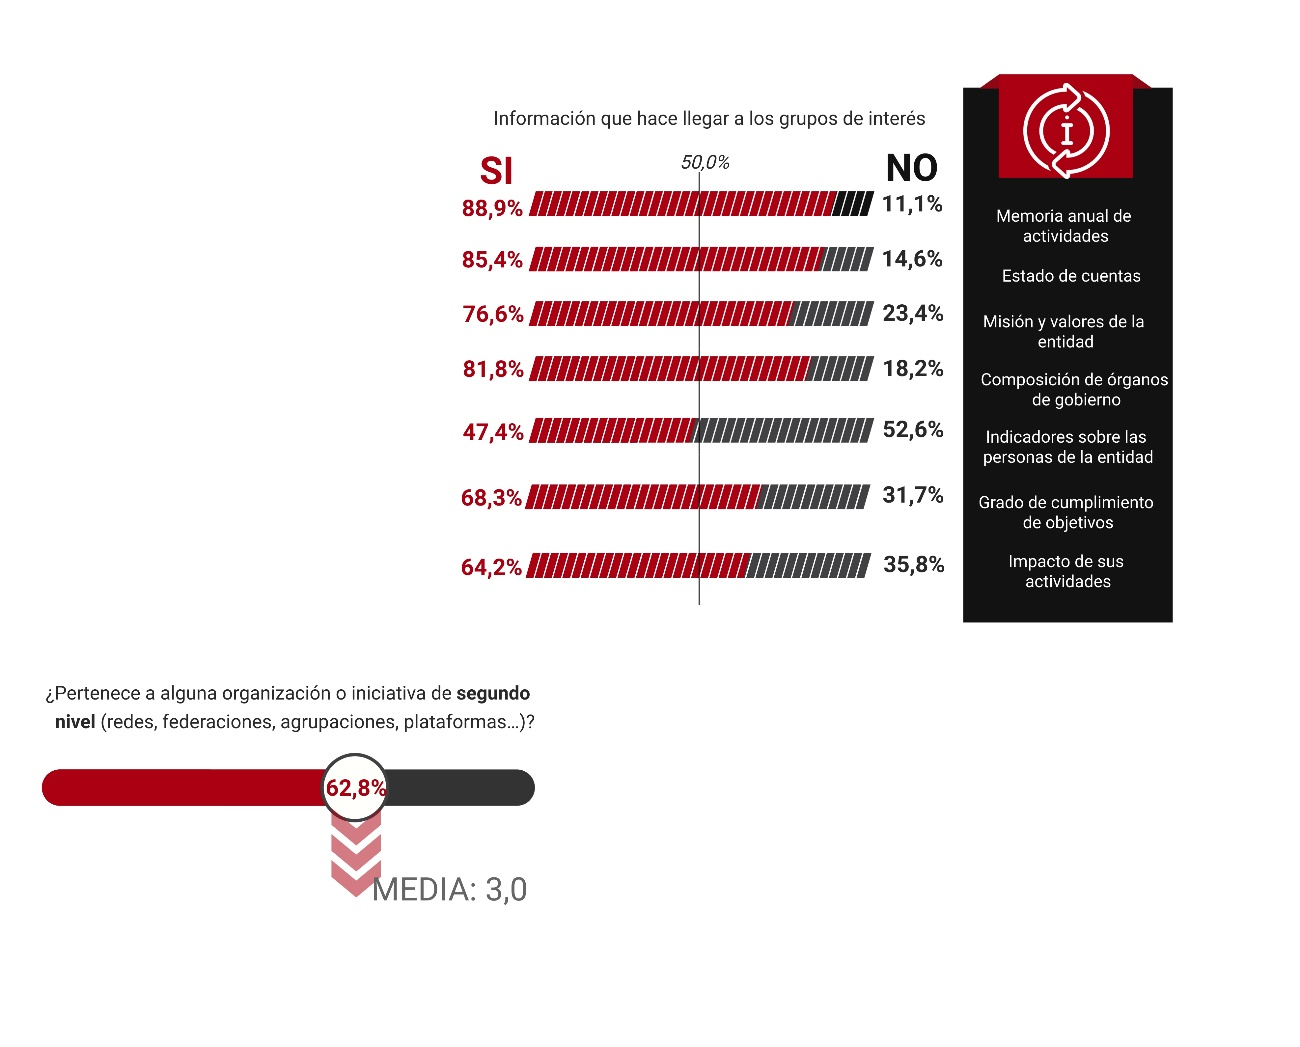 Información que hace llegar a los grupos de interés
SI
50,0%
NO
88,9%
11,1%
Memoria anual de
actividades
85,4%
14,6%
Estado de cuentas
76,6%
23,4%
Misión y valores de la
entidad
81,8%
18,2%
Composición de órganos
de gobierno
47,4%
52,6%
Indicadores sobre las
personas de la entidad
68,3%
31,7%
Grado de cumplimiento
de objetivos
64,2%
35,8%
Impacto de sus
actividades
¿Pertenece a alguna organización o iniciativa de segundo
nivel (redes, federaciones, agrupaciones, plataformas...)?
62,8%
MEDIA: 3,0